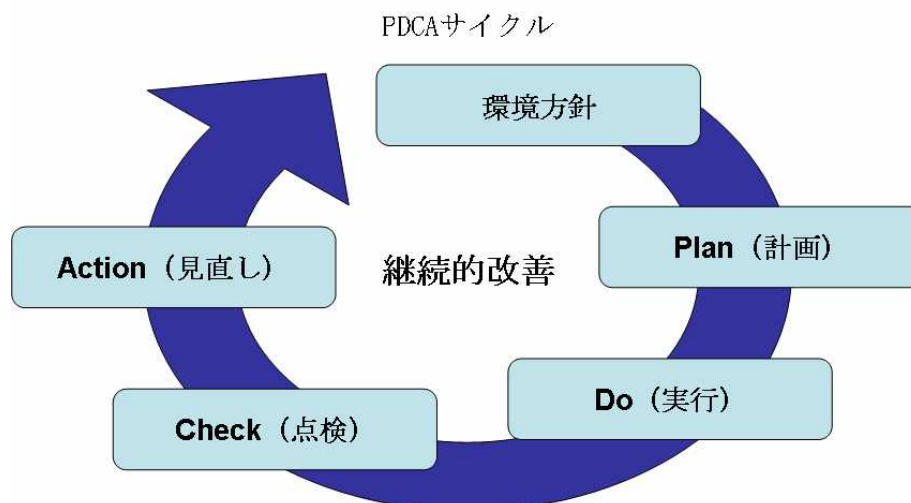 PDCAサイクル
環境方針
Plan（計画）
Do（実行）
Check（点検）
Action（見直し）
継続的改善